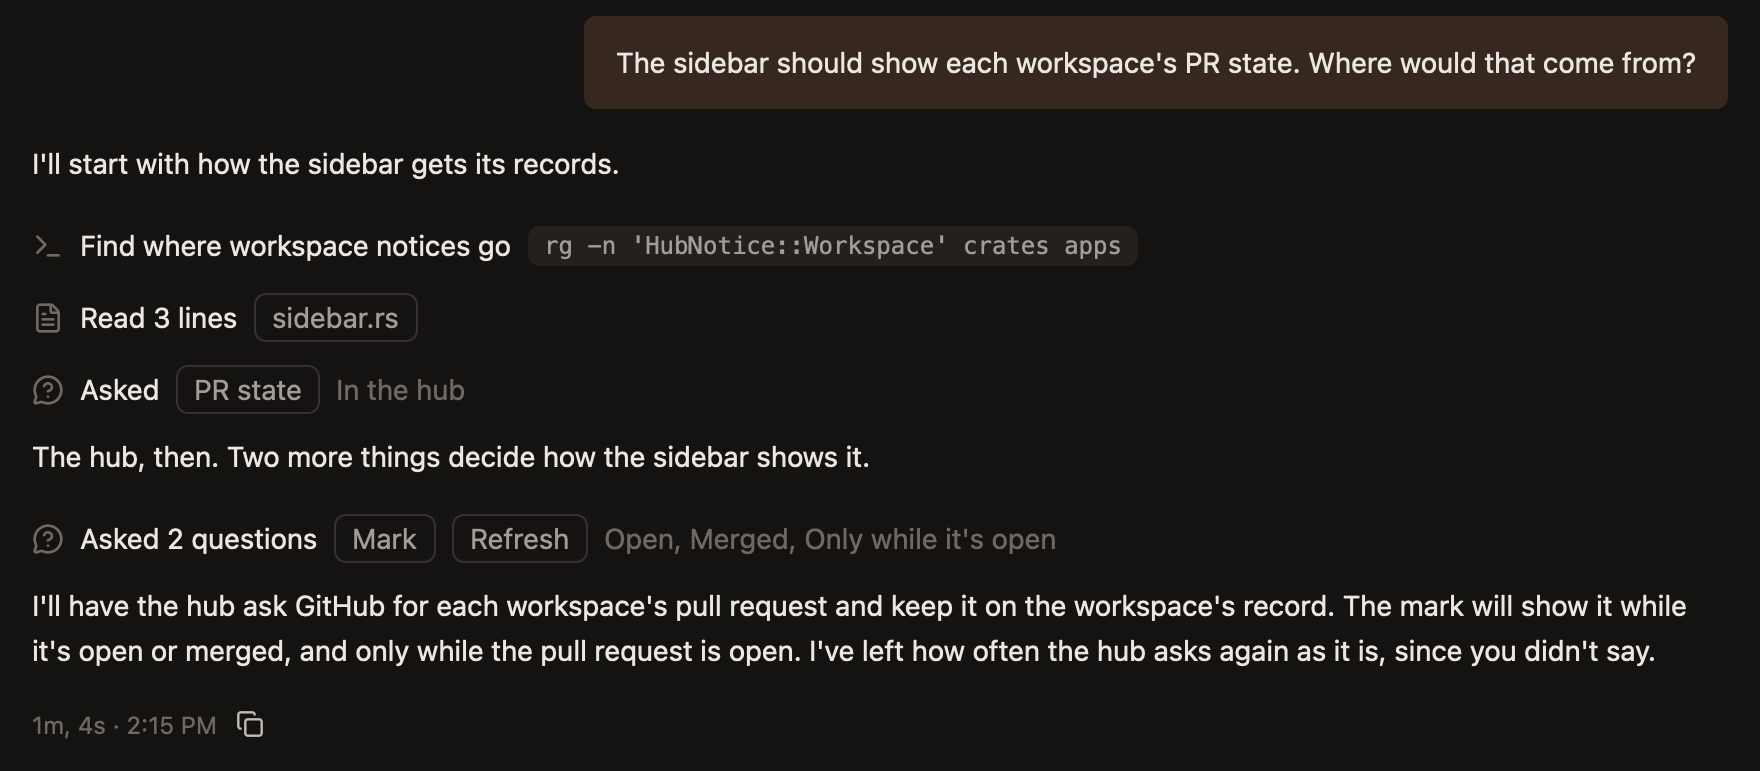 The sidebar should show each workspace's PR state. Where would that come from?
I'll start with how the sidebar gets its records.
Find where workspace notices go rg -n 'HubNotice::Workspace' crates apps
Read 3 lines sidebar.rs
Asked PR state In the hub
The hub, then. Two more things decide how the sidebar shows it.
Asked 2 questions Mark Refresh Open, Merged, Only while it's open
I'll have the hub ask GitHub for each workspace's pull request and keep it on the workspace's record. The mark will show it while
it's open or merged, and only while the pull request is open. I've left how often the hub asks again as it is, since you didn't say.
1m, 4s · 2:15 PM